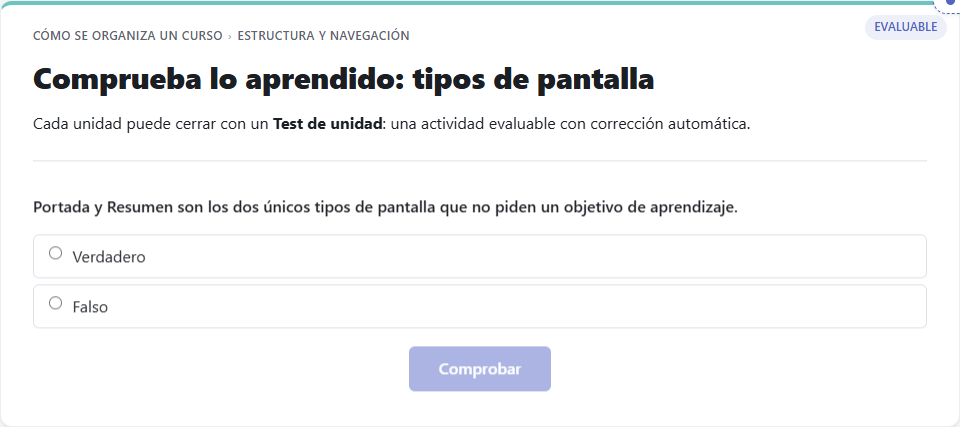 CÓMO SE ORGANIZA UN CURSO › ESTRUCTURA Y NAVEGACIÓN
EVALUABLE
Comprueba lo aprendido: tipos de pantalla
Cada unidad puede cerrar con un Test de unidad: una actividad evaluable con corrección automática.
Portada y Resumen son los dos únicos tipos de pantalla que no piden un objetivo de aprendizaje.
Verdadero
Falso
Comprobar